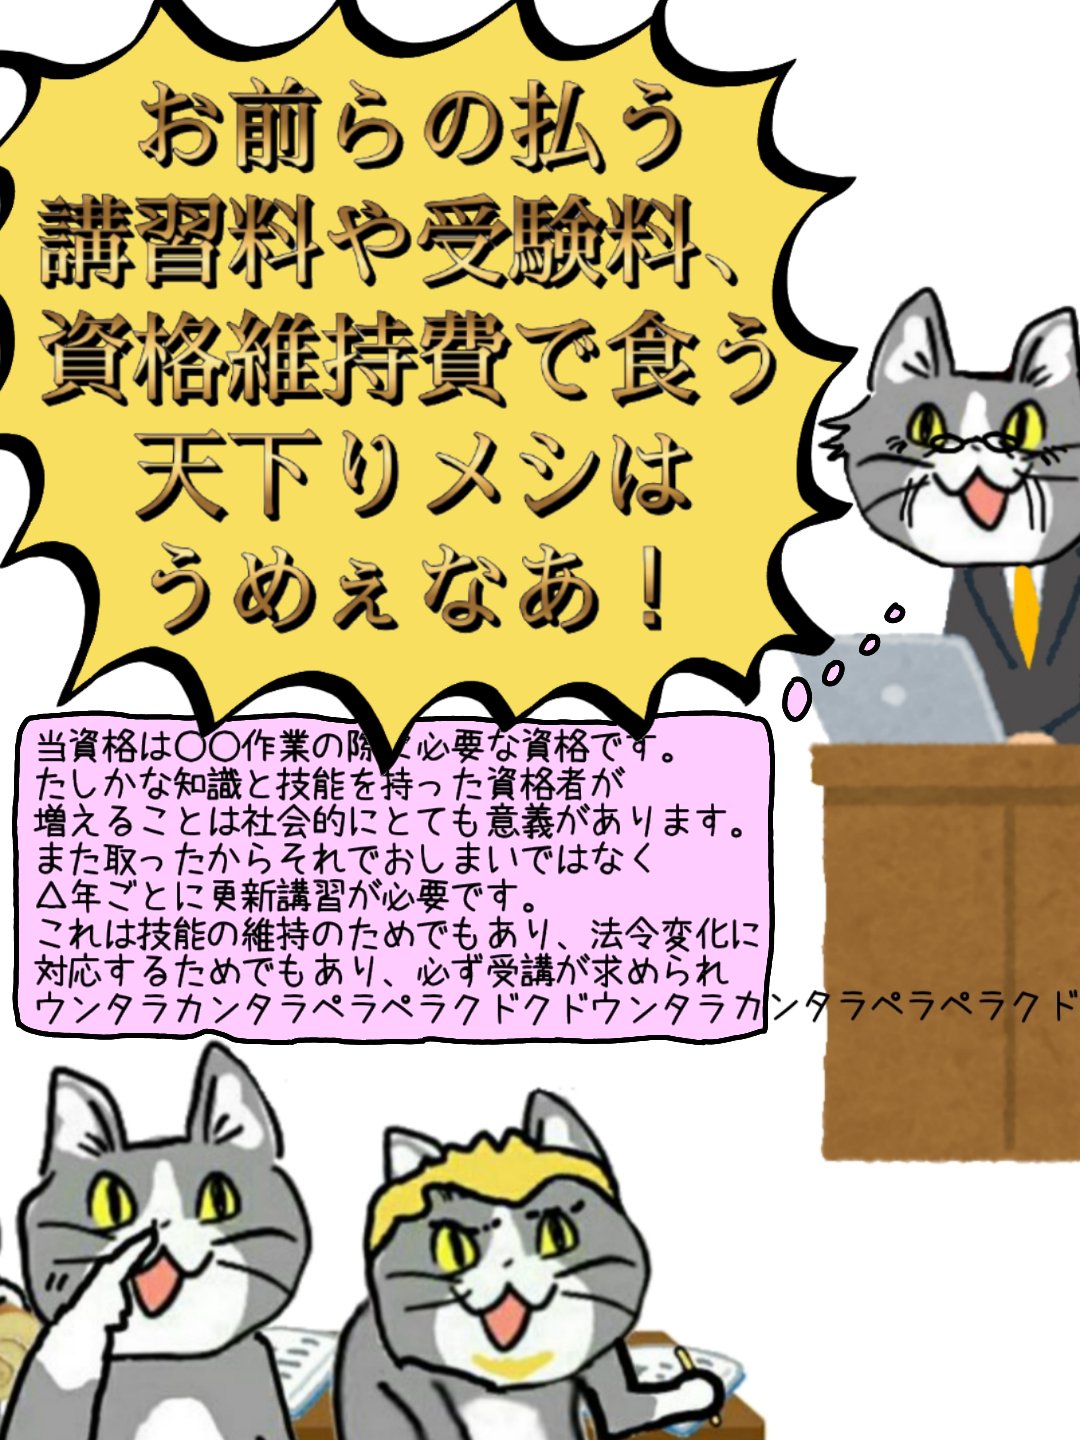 お前らの払う
講習料や受験料、
資格維持費で食う
天下りメシは
うめぇなあ！
当資格は〇〇作業の際に必要な資格です。
たしかな知識と技能を持った資格者が
増えることは社会的にとても意義があります。
また取ったからそれでおしまいではなく
△年ごとに更新講習が必要です。
これは技能の維持のためでもあり、法令変化に
対応するためでもあり、必ず受講が求められ
ウンタラカンタラペラペラクドクドウンタラカンタラペラペラクド